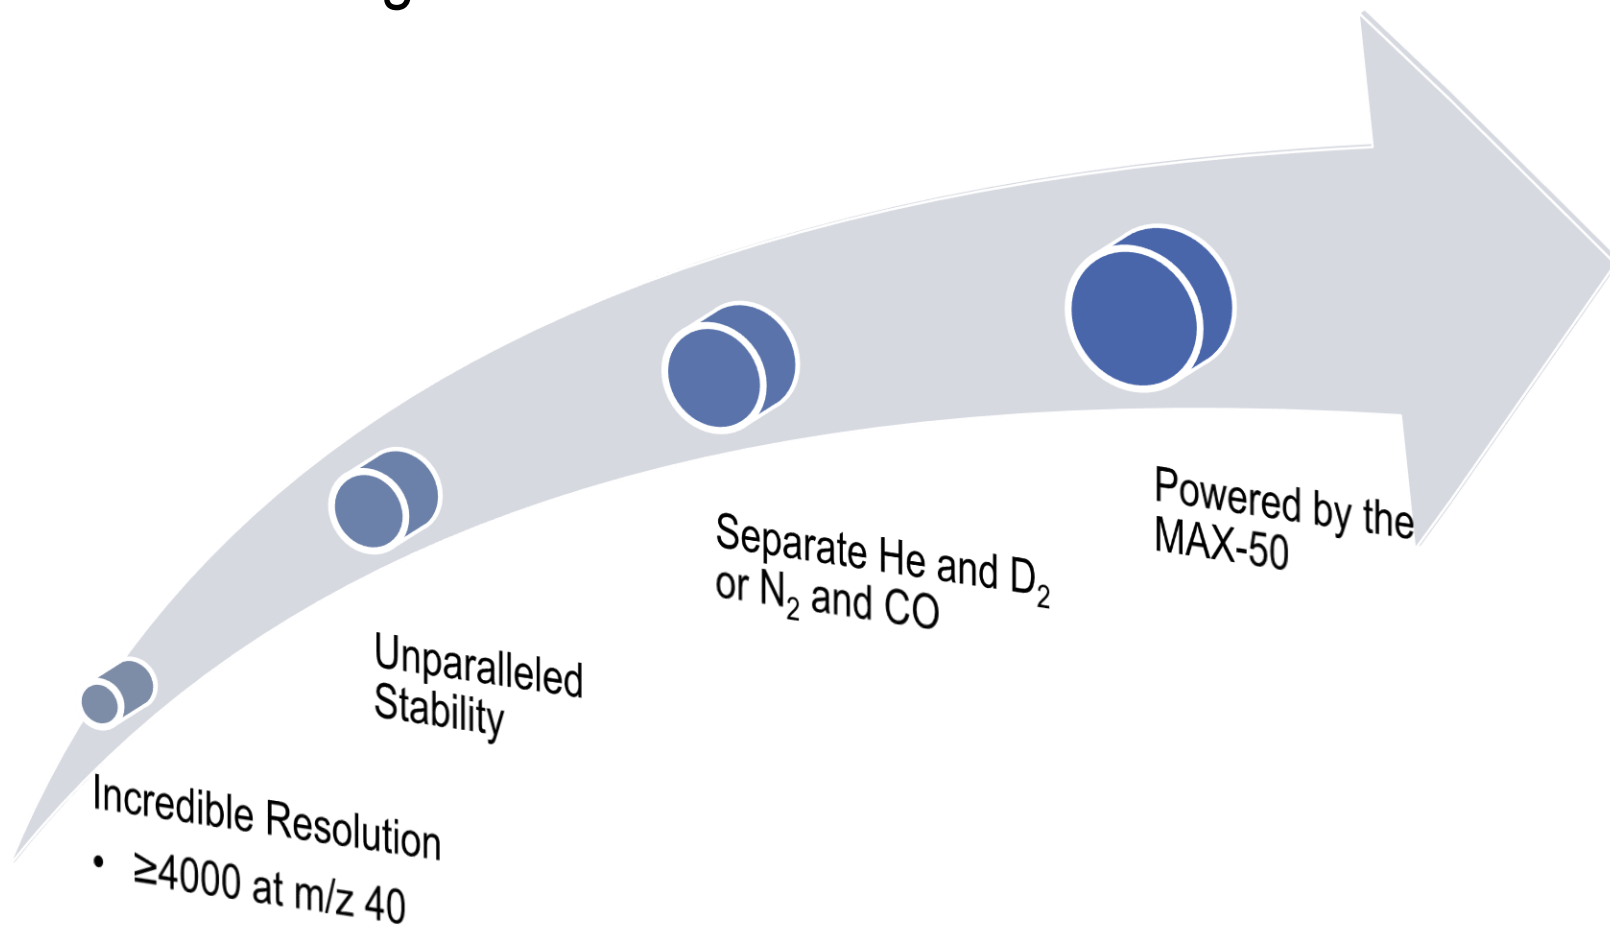 Incredible Resolution
• ≥4000 at m/z 40
Unparalleled
Stability
Separate He and D₂
or N₂ and CO
Powered by the
MAX-50